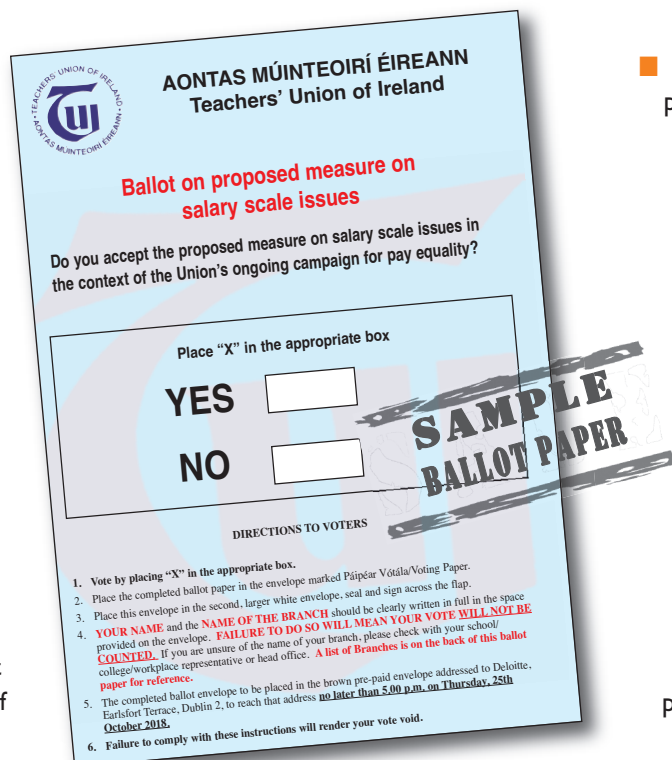 TEACHERS UNION OF IRELAND
AONTAS MUINTEOIRÍ ÉIREANN
TUI
AONTAS MÚINTEOIRÍ ÉIREANN
Teachers' Union of Ireland
Ballot on proposed measure on
salary scale issues
Do you accept the proposed measure on salary scale issues in
the context of the Union's ongoing campaign for pay equality?
Place “X” in the appropriate box
YES
NO
SAMPLE
BALLOT PAPER
DIRECTIONS TO VOTERS
1. Vote by placing “X” in the appropriate box.
2. Place the completed ballot paper in the envelope marked Páipéar Vótála/Voting Paper.
3. Place this envelope in the second, larger white envelope, seal and sign across the flap.
4. YOUR NAME and the NAME OF THE BRANCH should be clearly written in full in the space
provided on the envelope. FAILURE TO DO SO WILL MEAN YOUR VOTE WILL NOT BE
COUNTED. If you are unsure of the name of your branch, please check with your school/
college/workplace representative or head office. A list of Branches is on the back of this ballot
paper for reference.
5. The completed ballot envelope to be placed in the brown pre-paid envelope addressed to Deloitte,
Earlsfort Terrace, Dublin 2, to reach that address no later than 5.00 p.m. on Thursday, 25th
October 2018.
6. Failure to comply with these instructions will render your vote void.
f
P
P